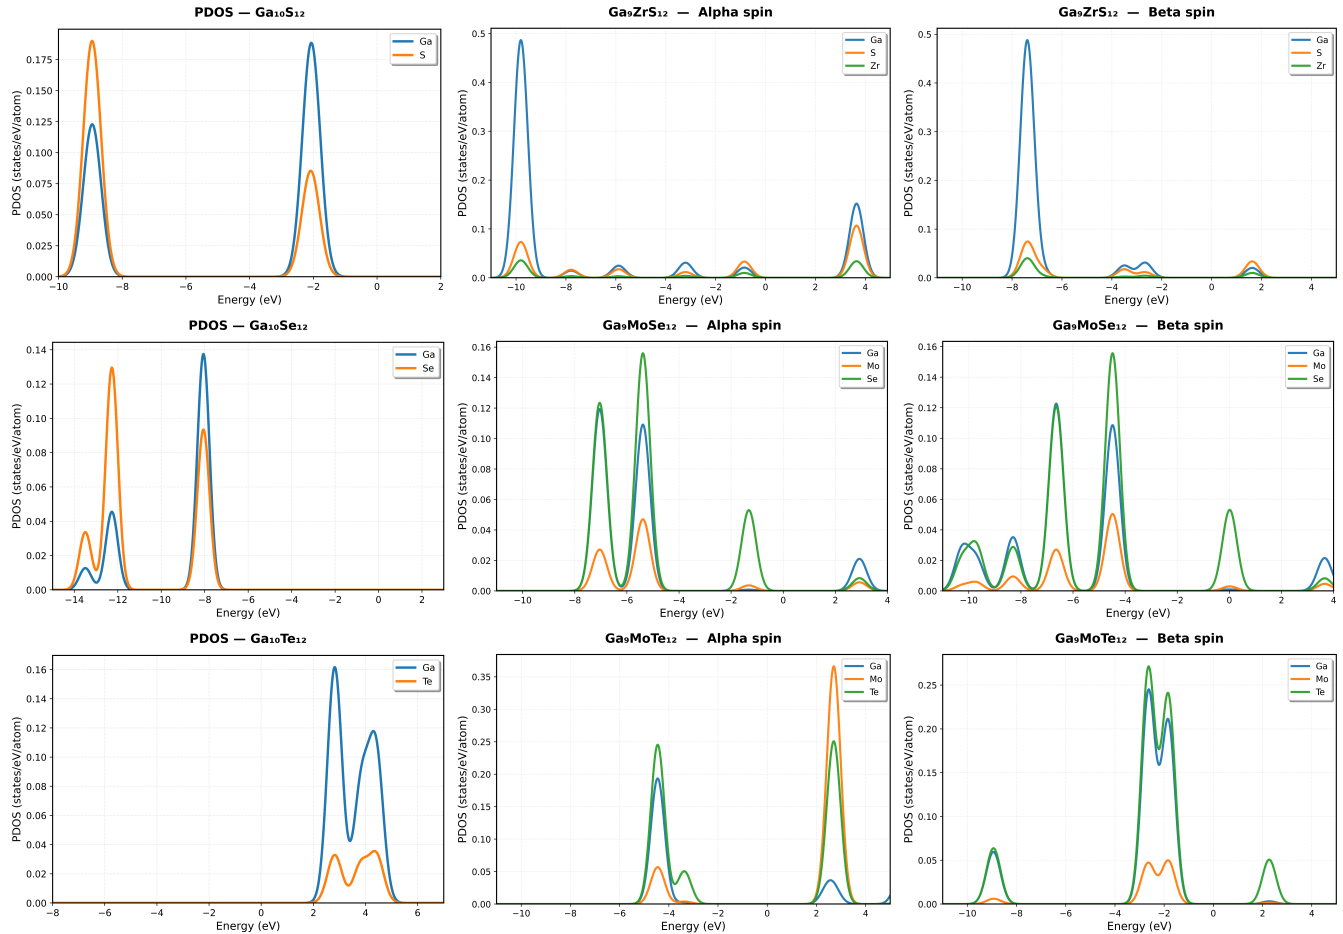 PDOS — Ga₁₀S₁₂
PDOS (states/eV/atom)
0.175
0.150
0.125
0.100
0.075
0.050
0.025
0.000
Ga
S
−10 −8 −6 −4 −2 0 2
Energy (eV)
Ga₉ZrS₁₂ — Alpha spin
PDOS (states/eV/atom)
0.5
0.4
0.3
0.2
0.1
0.0
Ga
S
Zr
−10 −8 −6 −4 −2 0 2 4
Energy (eV)
Ga₉ZrS₁₂ — Beta spin
PDOS (states/eV/atom)
0.5
0.4
0.3
0.2
0.1
0.0
Ga
S
Zr
−10 −8 −6 −4 −2 0 2 4
Energy (eV)
PDOS — Ga₁₀Se₁₂
PDOS (states/eV/atom)
0.14
0.12
0.10
0.08
0.06
0.04
0.02
0.00
Ga
Se
−14 −12 −10 −8 −6 −4 −2 0 2
Energy (eV)
Ga₉MoSe₁₂ — Alpha spin
PDOS (states/eV/atom)
0.16
0.14
0.12
0.10
0.08
0.06
0.04
0.02
0.00
Ga
Mo
Se
−10 −8 −6 −4 −2 0 2 4
Energy (eV)
Ga₉MoSe₁₂ — Beta spin
PDOS (states/eV/atom)
0.16
0.14
0.12
0.10
0.08
0.06
0.04
0.02
0.00
Ga
Mo
Se
−10 −8 −6 −4 −2 0 2 4
Energy (eV)
PDOS — Ga₁₀Te₁₂
PDOS (states/eV/atom)
0.16
0.14
0.12
0.10
0.08
0.06
0.04
0.02
0.00
Ga
Te
−8 −6 −4 −2 0 2 4 6
Energy (eV)
Ga₉MoTe₁₂ — Alpha spin
PDOS (states/eV/atom)
0.35
0.30
0.25
0.20
0.15
0.10
0.05
0.00
Ga
Mo
Te
−10 −8 −6 −4 −2 0 2 4
Energy (eV)
Ga₉MoTe₁₂ — Beta spin
PDOS (states/eV/atom)
0.25
0.20
0.15
0.10
0.05
0.00
Ga
Mo
Te
−10 −8 −6 −4 −2 0 2 4
Energy (eV)